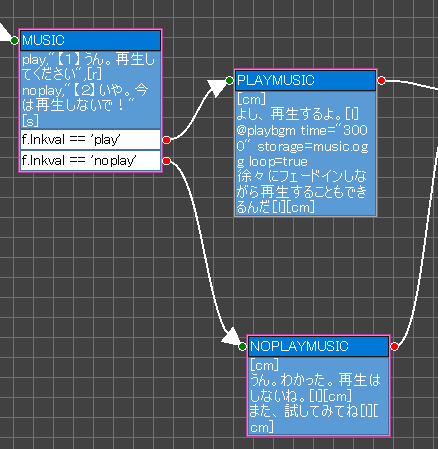 MUSIC
play,"【１】うん。再生し
てください",[r]
noplay,"【２】いや。今
は再生しないで！"
[s]
f.lnkval == 'play'
f.lnkval == 'noplay'
PLAYMUSIC
[cm]
よし、再生するよ。[l]
@playbgm time="300
0" storage=music.og
g loop=true
徐々にフェードインしな
がら再生することもでき
るんだ[l][cm]
NOPLAYMUSIC
[cm]
うん。わかった。再生は
しないね。[l][cm]
また、試してみてね[l][
cm]